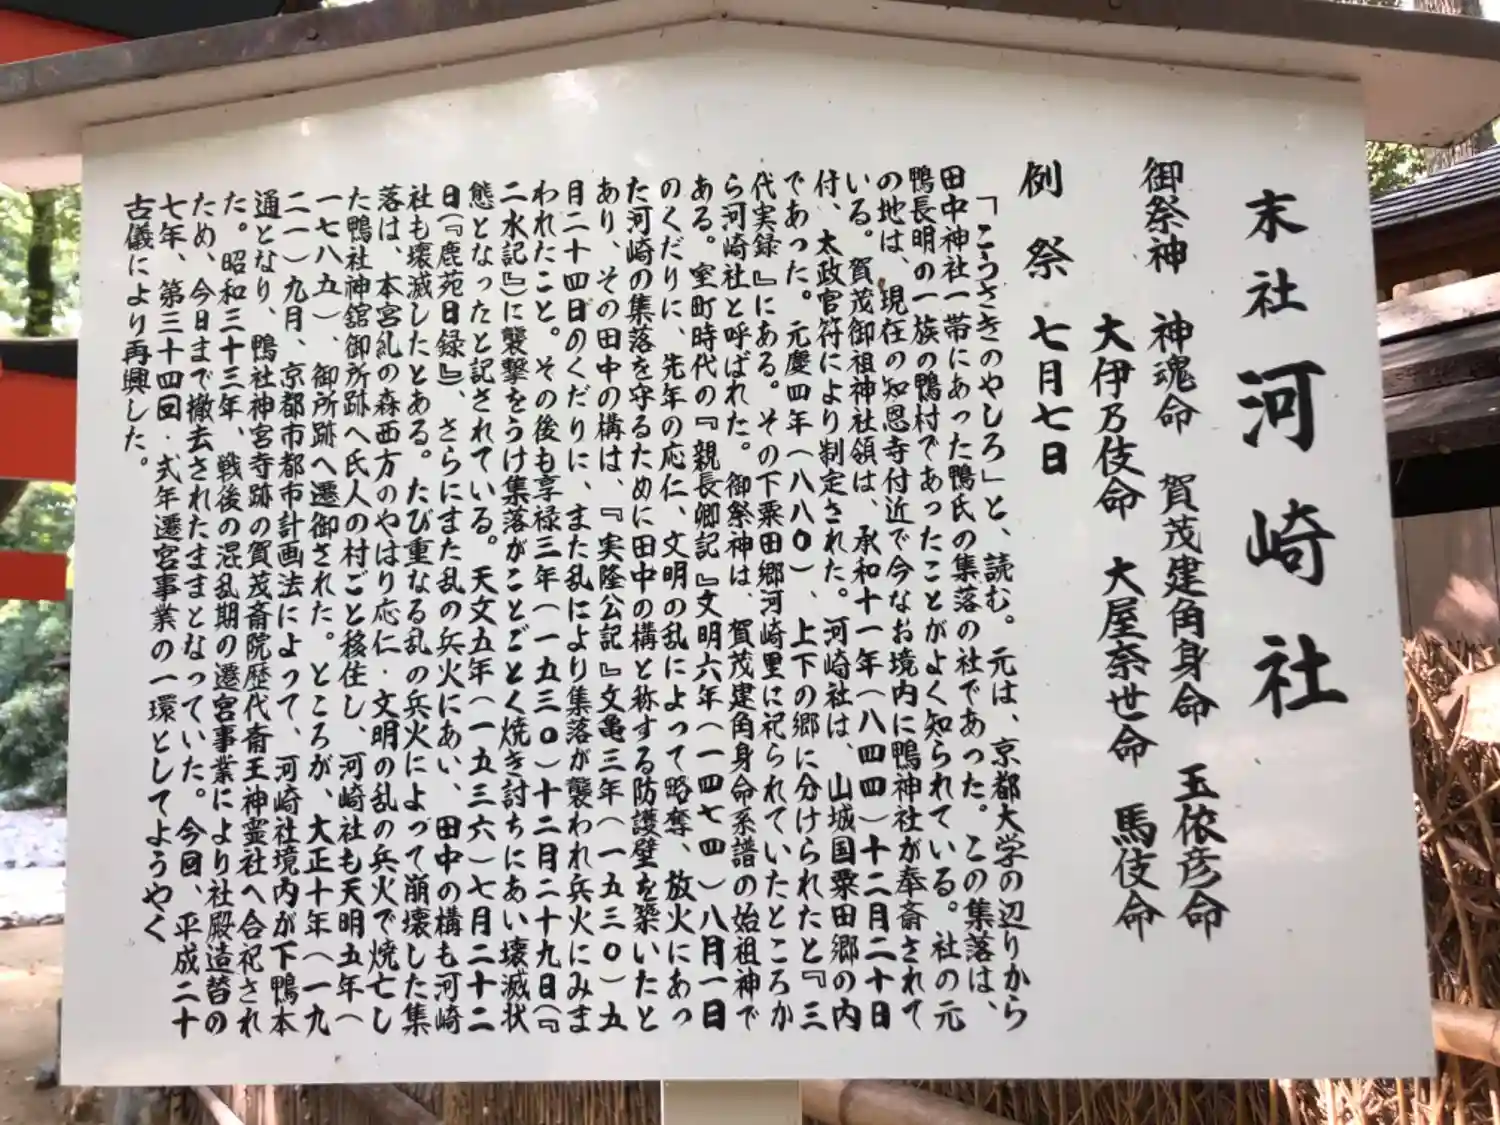 末社 河崎社
御祭神 神魂命 賀茂建角身命 玉依彦命
大伊乃伎命 大屋奈世命 馬伎命
例祭 七月七日
「こうさきのやしろ」と、読む。元は、京都大学の辺りから
田中神社一帯にあった鴨氏の集落の社であった。この集落は、
鴨長明の一族の鴨村であったことがよく知られている。社の元
の地は、現在の知恩寺付近で今なお境内に鴨神社が奉斎されて
いる。賀茂御祖神社領は、承和十一年(八四四)十二月二十日
付、太政官符により制定された。河崎社は、山城国粟田郷の内
であった。元慶四年(八八〇)、上下の郷に分けられたと『三
代実録』にある。その下粟田郷河崎里に祀られていたところか
ら河崎社と呼ばれた。御祭神は、賀茂建角身命系譜の始祖神で
ある。室町時代の『親長卿記』文明六年(一四七四)八月一日
のくだりに、先年の応仁、文明の乱によって略奪、放火にあっ
た河崎の集落を守るために田中の構と称する防護壁を築いたと
あり、その田中の構は、『実隆公記』文亀三年(一五三〇)五
月二十四日のくだりに、また乱により集落が襲われ兵火にみま
われたこと。その後も享禄三年(一五三〇)十二月二十九日(『
二水記』)に襲撃をうけ集落がことごとく焼き討ちにあい壊滅状
態となったと記されている。天文五年(一五三六)七月二十二
日(『鹿苑日録』)、さらにまた乱の兵火にあい、田中の構も河崎
社も壊滅したとある。たび重なる乱の兵火によって崩壊した集
落は、本宮糺の森西方のやはり応仁・文明の乱の兵火で焼亡し
た鴨社神舘御所跡へ氏人の村ごと移住し、河崎社も天明五年(
一七八五)、御所跡へ遷御された。ところが、大正十年(一九
二一)九月、京都市都市計画法によって、河崎社境内が下鴨本
通となり、鴨社神宮寺跡の賀茂斎院歴代斎王神霊社へ合祀され
た。昭和三十三年、戦後の混乱期の遷宮事業により社殿造替の
ため、今日まで撤去されたままとなっていた。今回、平成二十
七年、第三十四回・式年遷宮事業の一環としてようやく
古儀により再興した。